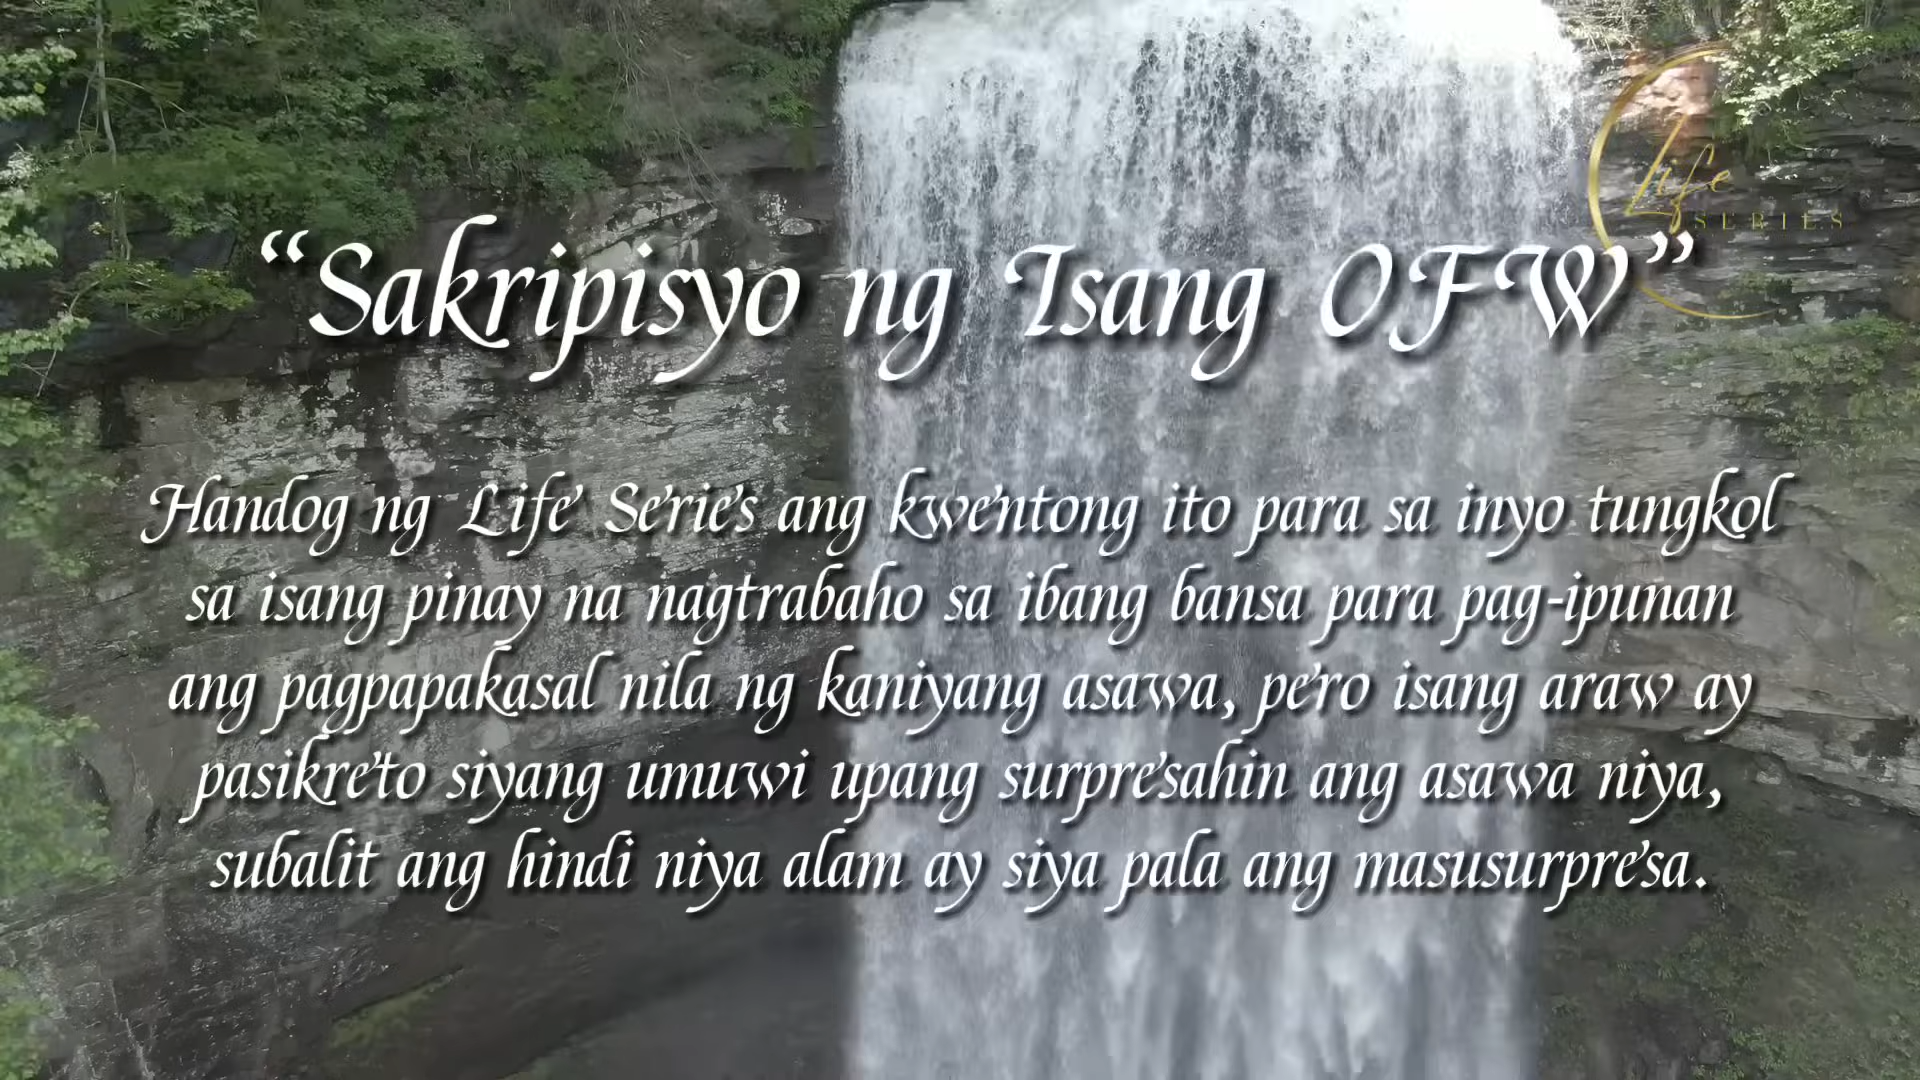 Life
SERIES
“Sakripisyo ng Isang OFW”
Handog ng Life Series ang kwentong ito para sa inyo tungkol
sa isang pinay na nagtrabaho sa ibang bansa para pag-ipunan
ang pagpapakasal nila ng kaniyang asawa, pero isang araw ay
pasikreto siyang umuwi upang surpresahin ang asawa niya,
subalit ang hindi niya alam ay siya pala ang masusurpresa.